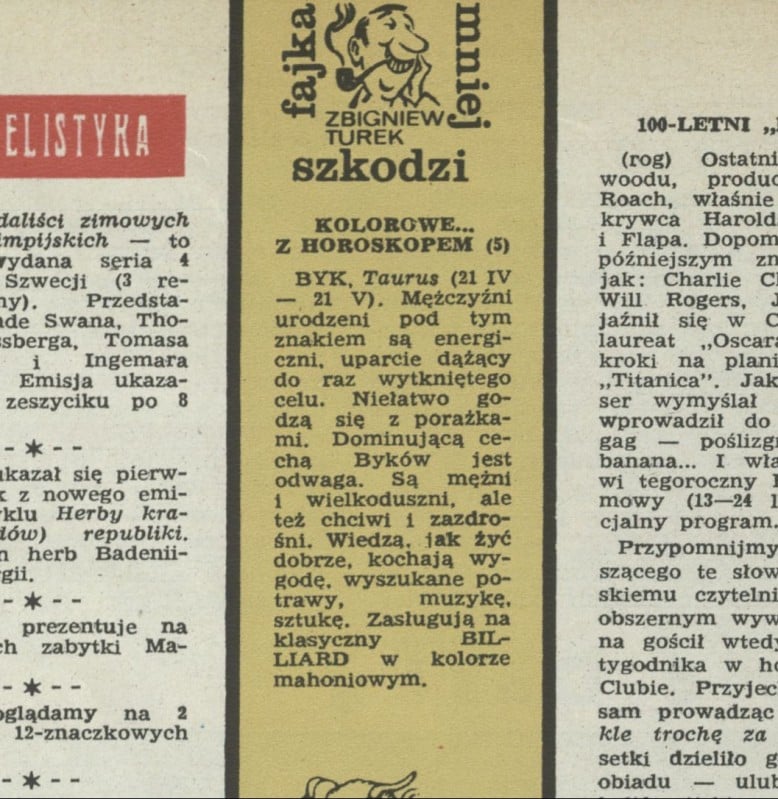 ELISTYKA
daliści zimowych
impijskich — to
wydana seria 4
Szwecji (3 re-
ny). Przedsta-
ade Swana, Tho-
ssberga, Tomasa
i Ingemara
Emisja ukaza-
zeszyciku po 8
- * - -
ukazał się pierw-
k z nowego emi-
yklu Herby kra-
dów) republiki.
n herb Badenii-
rgii.
- * - -
prezentuje na
ch zabytki Ma-
- * - -
oglądamy na 2
12-znaczkowych
- * - -
fajka
mniej
ZBIGNIEW
TUREK
szkodzi
KOLOROWE...
Z HOROSKOPEM (5)
BYK, Taurus (21 IV
— 21 V). Mężczyźni
urodzeni pod tym
znakiem są energi-
czni, uparcie dążący
do raz wytkniętego
celu. Niełatwo go-
dzą się z porażka-
mi. Dominującą ce-
chą Byków jest
odwaga. Są mężni
i wielkoduszni, ale
też chciwi i zazdro-
śni. Wiedzą, jak żyć
dobrze, kochają wy-
godę, wyszukane po-
trawy, muzykę,
sztukę. Zasługują na
klasyczny BIL-
LIARD w kolorze
mahoniowym.
100-LETNI „
(rog) Ostatni
woodu, produc
Roach, właśnie
krywca Harold
i Flapa. Dopom
późniejszym zn
jak: Charlie Ch
Will Rogers, J
jaźnił się w C
laureat „Oscara
kroki na plani
„Titanica”. Jak
ser wymyślał
wprowadził do
gag — poślizg
banana... I wła
wi tegoroczny
mowy (13—24
cjalny program.
Przypomnijmy
szącego te słow
skiemu czytelni
obszernym wyw
na gościł wtedy
tygodnika w ho
Clubie. Przyjech
sam prowadząc
kle trochę za
setki dzieliło g
obiadu — ulub